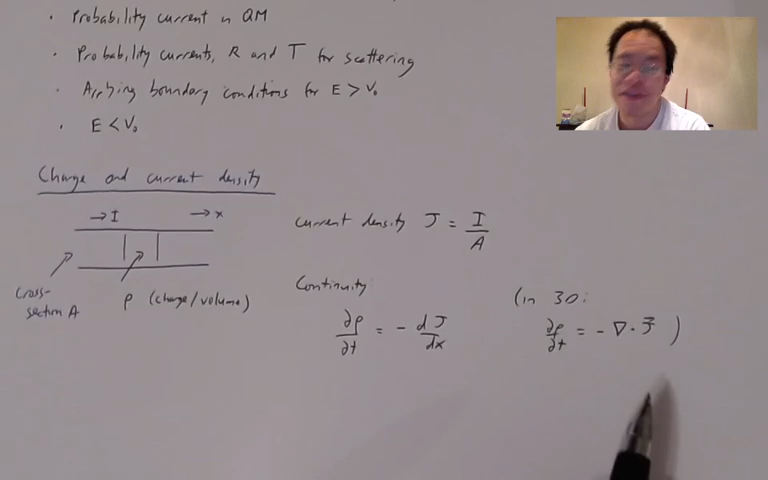 • Probability current in QM
• Probability currents, R and T for scattering
• Applying boundary conditions for E > V₀
• E < V₀
Charge and current density
→ I → x
Cross-section A
ρ (charge/volume)
current density J = I/A
Continuity
∂ρ/∂t = - dJ/dx
(in 3D:
∂ρ/∂t = - ∇·J⃗ )